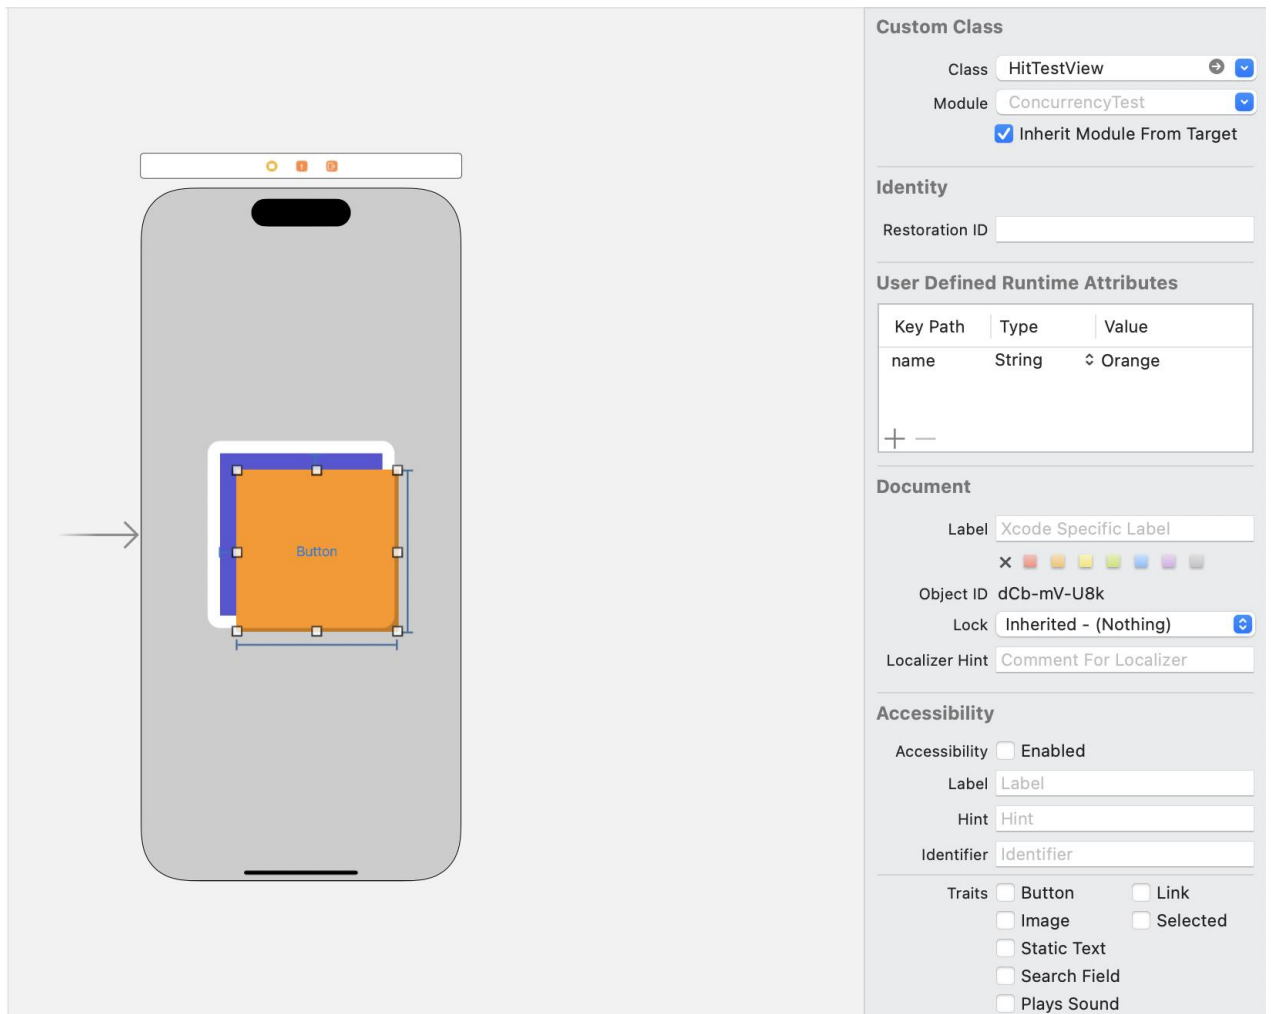 Custom Class
Class HitTestView
Module ConcurrencyTest
Inherit Module From Target
Identity
Restoration ID
User Defined Runtime Attributes
Key Path Type Value
name String Orange
Document
Label Xcode Specific Label
Object ID dCb-mV-U8k
Lock Inherited - (Nothing)
Localizer Hint Comment For Localizer
Accessibility
Accessibility Enabled
Label Label
Hint Hint
Identifier Identifier
Traits Button Link
Image Selected
Static Text
Search Field
Plays Sound
Button